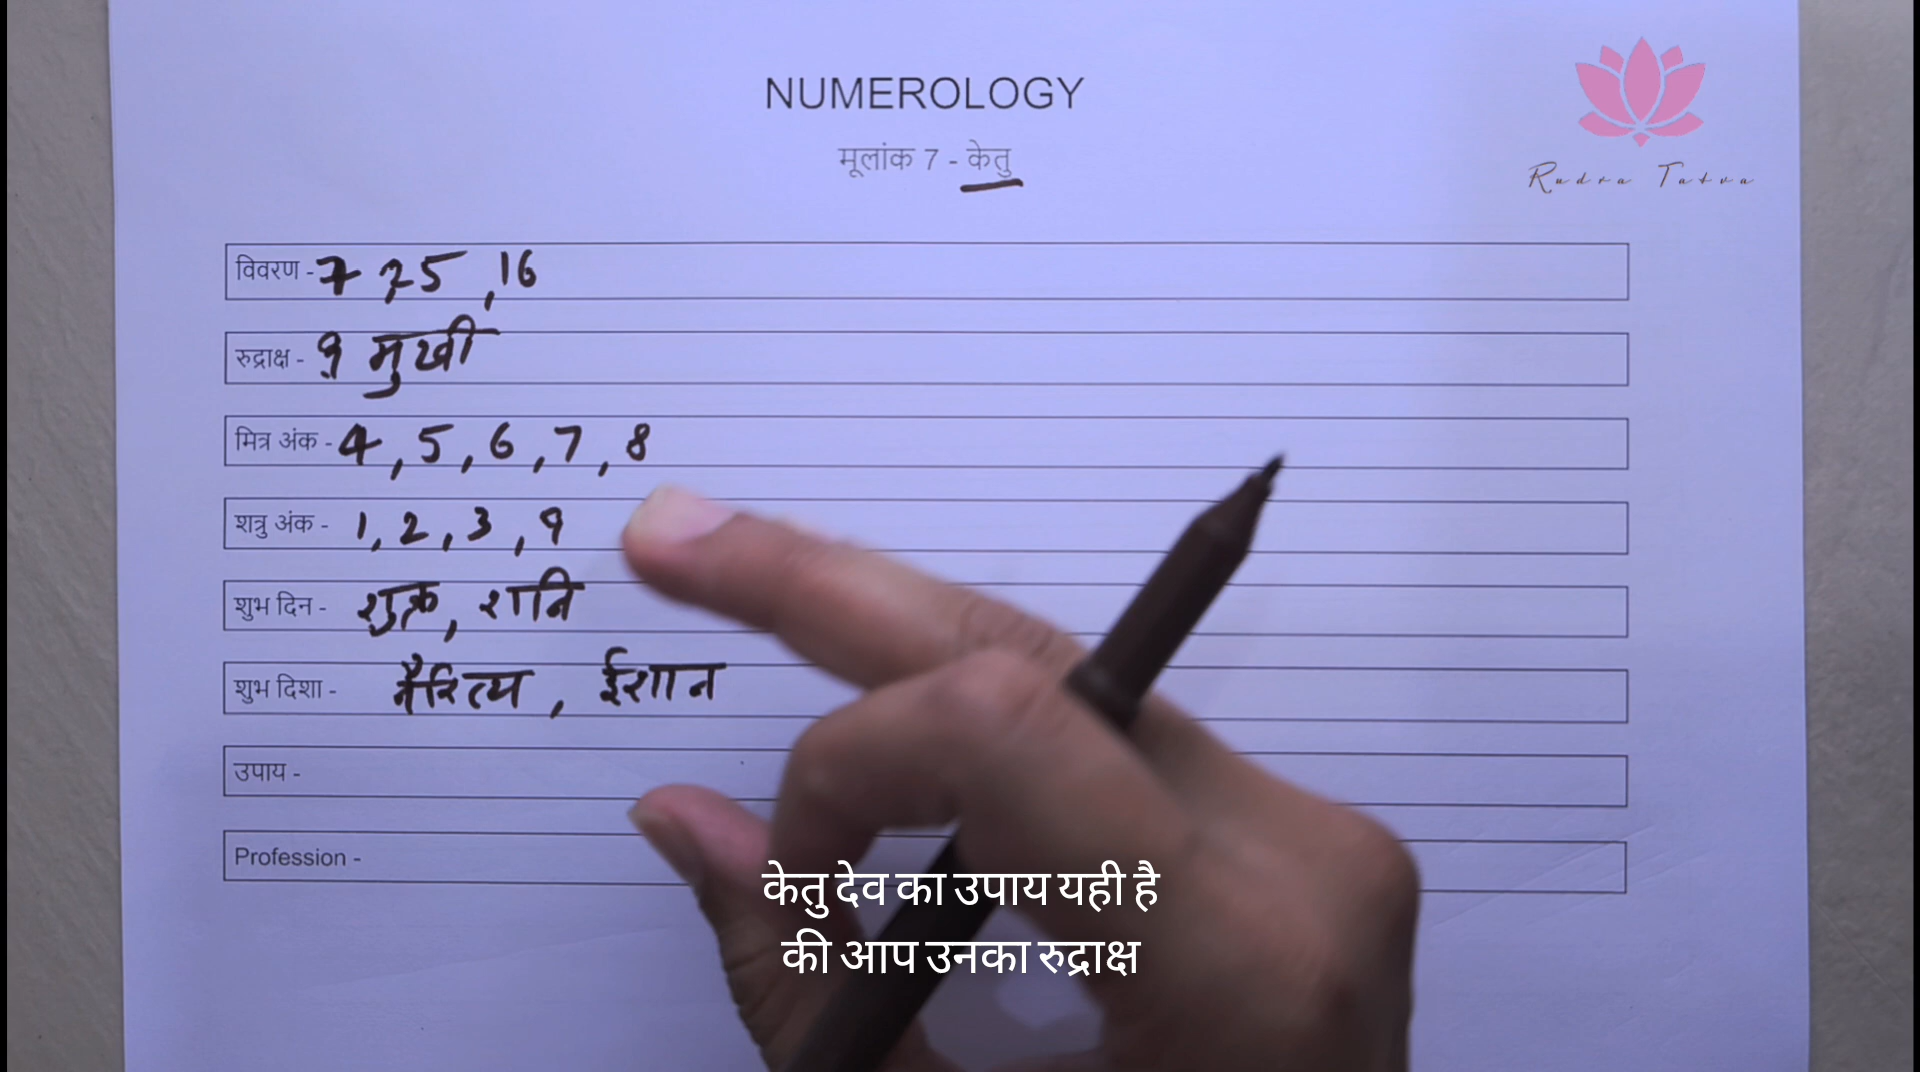 NUMEROLOGY
मूलांक 7 - केतु
Rudra Tatva
विवरण - 7 25, 16
रुद्राक्ष - 9 मुखी
मित्र अंक - 4, 5, 6, 7, 8
शत्रु अंक - 1, 2, 3, 9
शुभ दिन - शुक्र, शनि
शुभ दिशा - नैरित्य, ईशान
उपाय -
Profession -
केतु देव का उपाय यही है
की आप उनका रुद्राक्ष